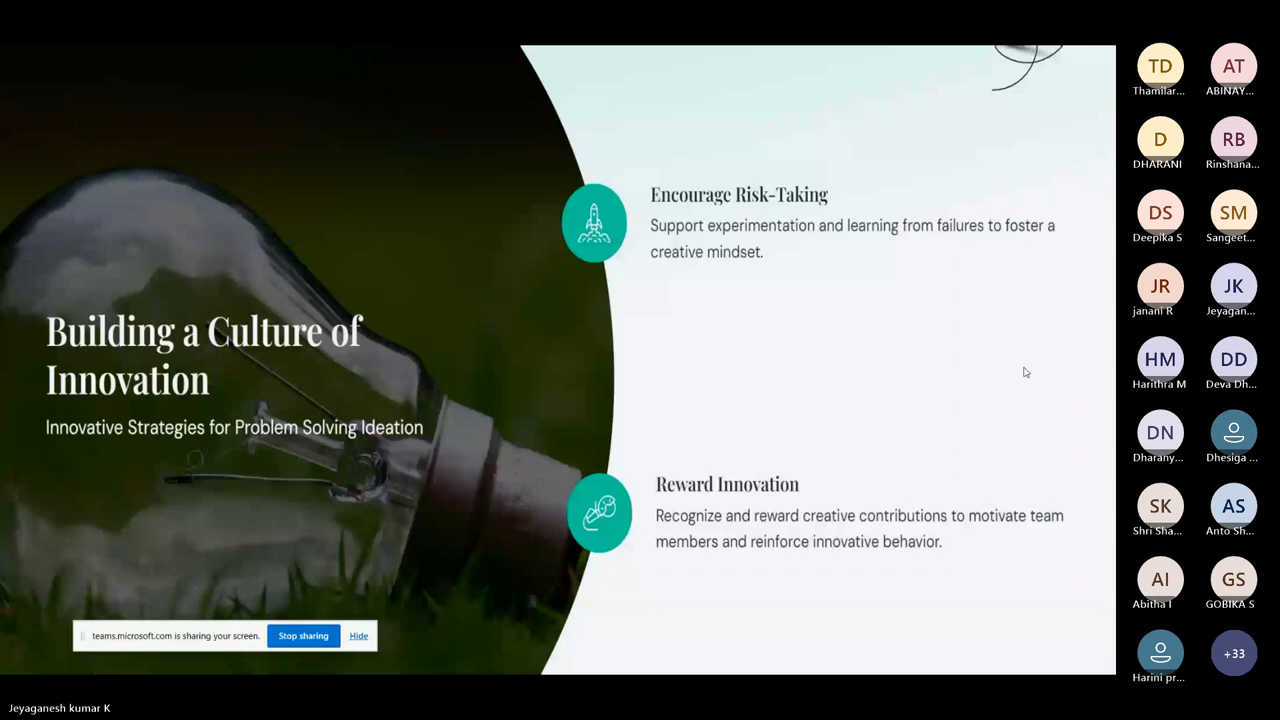 Building a Culture of
Innovation
Innovative Strategies for Problem Solving Ideation
Encourage Risk-Taking
Support experimentation and learning from failures to foster a
creative mindset.
Reward Innovation
Recognize and reward creative contributions to motivate team
members and reinforce innovative behavior.
teams.microsoft.com is sharing your screen. Stop sharing Hide
TD AT
Thamilar... ABINAY...
D RB
DHARANI Rinshana...
DS SM
Deepika S Sangeet...
JR JK
janani R Jeyagan...
HM DD
Harithra M Deva Dh...
DN
Dharany... Dhesiga ...
SK AS
Shri Sha... Anto Sh...
AI GS
Abitha I GOBIKA S
+33
Harini pr...
Jeyaganesh kumar K